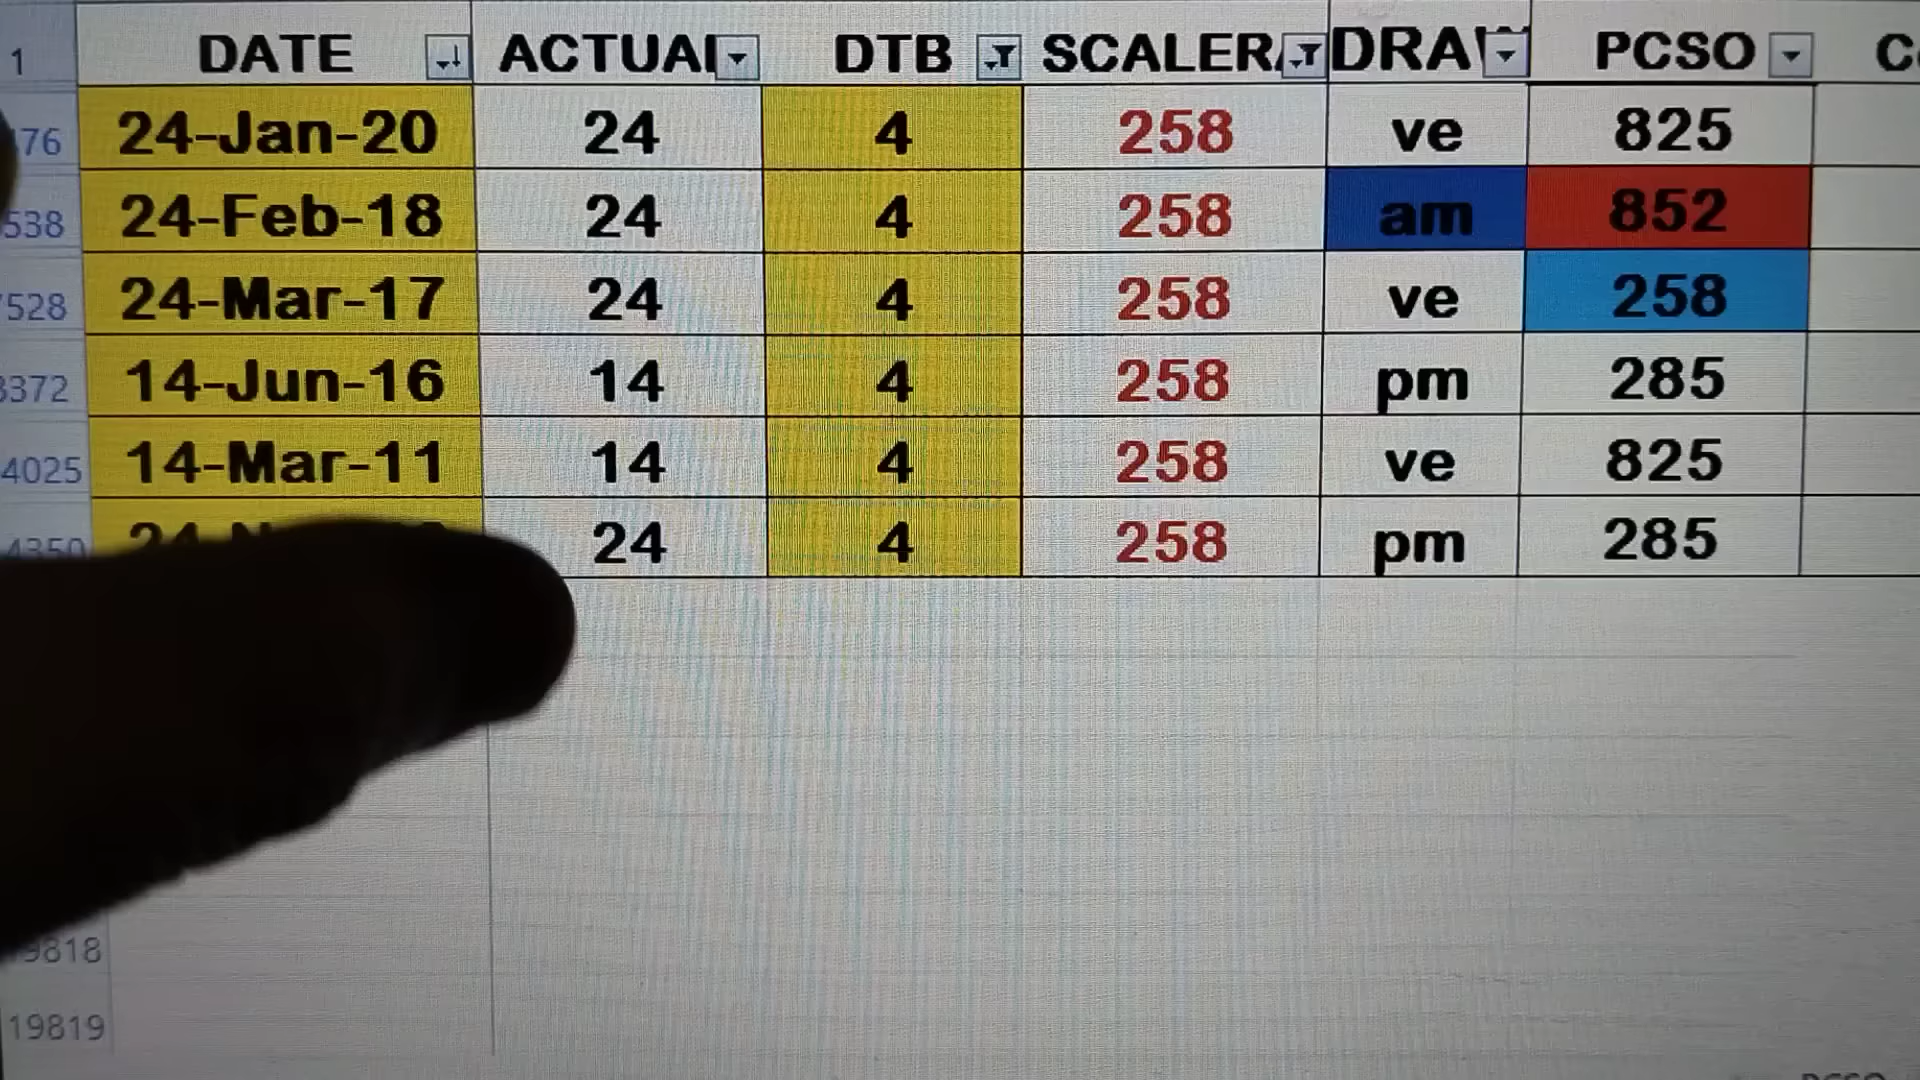 1 DATE ACTUAL DTB SCALER DRAW PCSO
76 24-Jan-20 24 4 258 ve 825
538 24-Feb-18 24 4 258 am 852
7528 24-Mar-17 24 4 258 ve 258
3372 14-Jun-16 14 4 258 pm 285
4025 14-Mar-11 14 4 258 ve 825
4350 24 4 258 pm 285
9818
19819